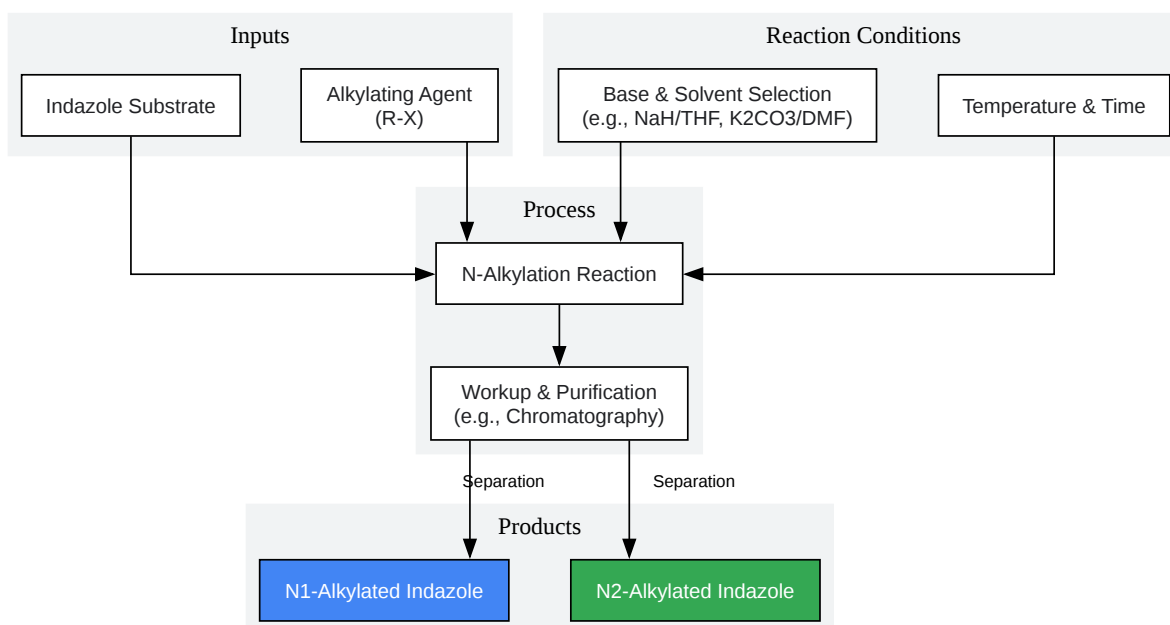 Inputs
Reaction Conditions
Indazole Substrate
Alkylating Agent
(R-X)
Base & Solvent Selection
(e.g., NaH/THF, K2CO3/DMF)
Temperature & Time
Process
N-Alkylation Reaction
Workup & Purification
(e.g., Chromatography)
Separation
Separation
Products
N1-Alkylated Indazole
N2-Alkylated Indazole